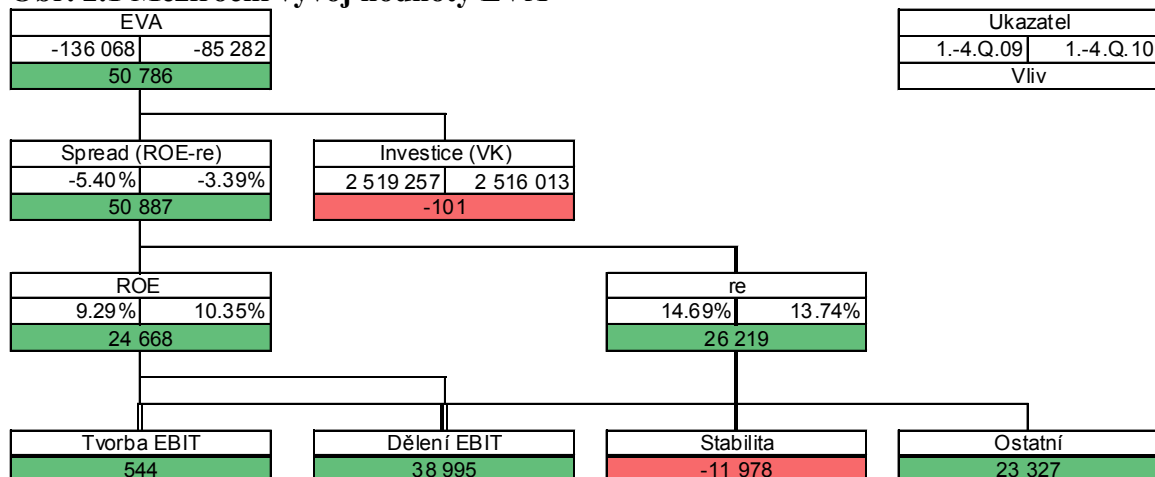 EVA
-136 068 -85 282
50 786
Ukazatel
1.-4.Q.09 1.-4.Q.10
Vliv
Spread (ROE-re)
-5.40% -3.39%
50 887
Investice (VK)
2 519 257 2 516 013
-101
ROE
9.29% 10.35%
24 668
re
14.69% 13.74%
26 219
Tvorba EBIT
544
Dělení EBIT
38 995
Stabilita
-11 978
Ostatní
23 327